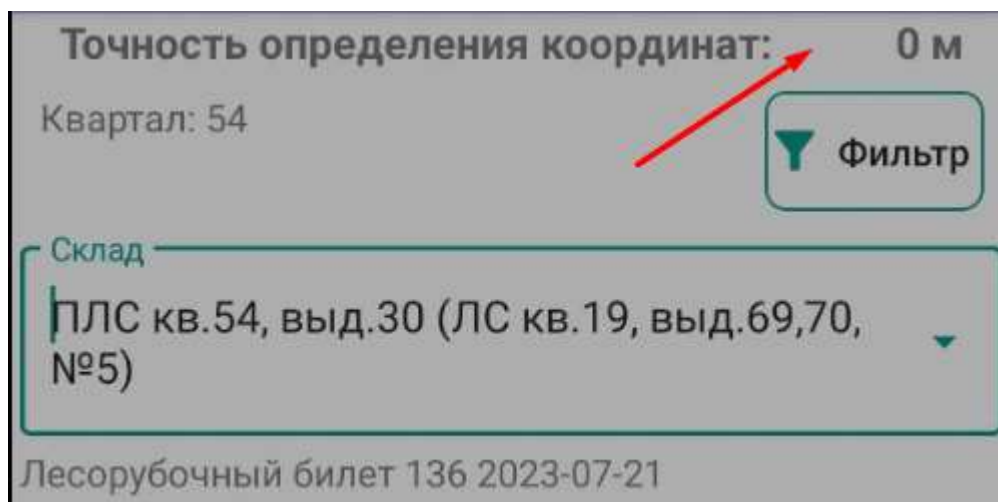 Точность определения координат: 0 м
Квартал: 54
Фильтр
Склад
ПЛС кв.54, выд.30 (ЛС кв.19, выд.69,70,
№5)
Лесорубочный билет 136 2023-07-21